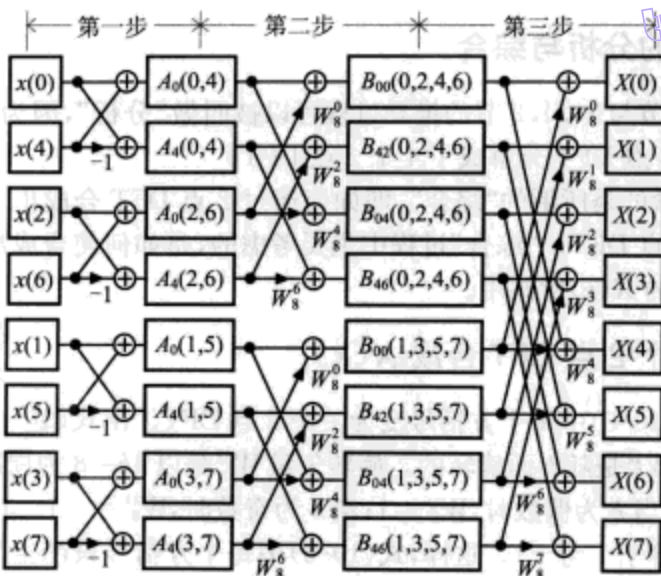 第一步 第二步 第三步
x(0) A₀(0,4) B₀₀(0,2,4,6) X(0)
W₈⁰ W₈⁰
x(4) −1 A₄(0,4) W₈² B₄₂(0,2,4,6) W₈¹ X(1)
x(2) A₀(2,6) W₈⁴ B₀₄(0,2,4,6) W₈² X(2)
x(6) −1 A₄(2,6) W₈⁶ B₄₆(0,2,4,6) W₈³ X(3)
x(1) A₀(1,5) W₈⁰ B₀₀(1,3,5,7) W₈⁴ X(4)
x(5) −1 A₄(1,5) W₈² B₄₂(1,3,5,7) W₈⁵ X(5)
x(3) A₀(3,7) W₈⁴ B₀₄(1,3,5,7) W₈⁶ X(6)
x(7) −1 A₄(3,7) W₈⁶ B₄₆(1,3,5,7) W₈⁷ X(7)